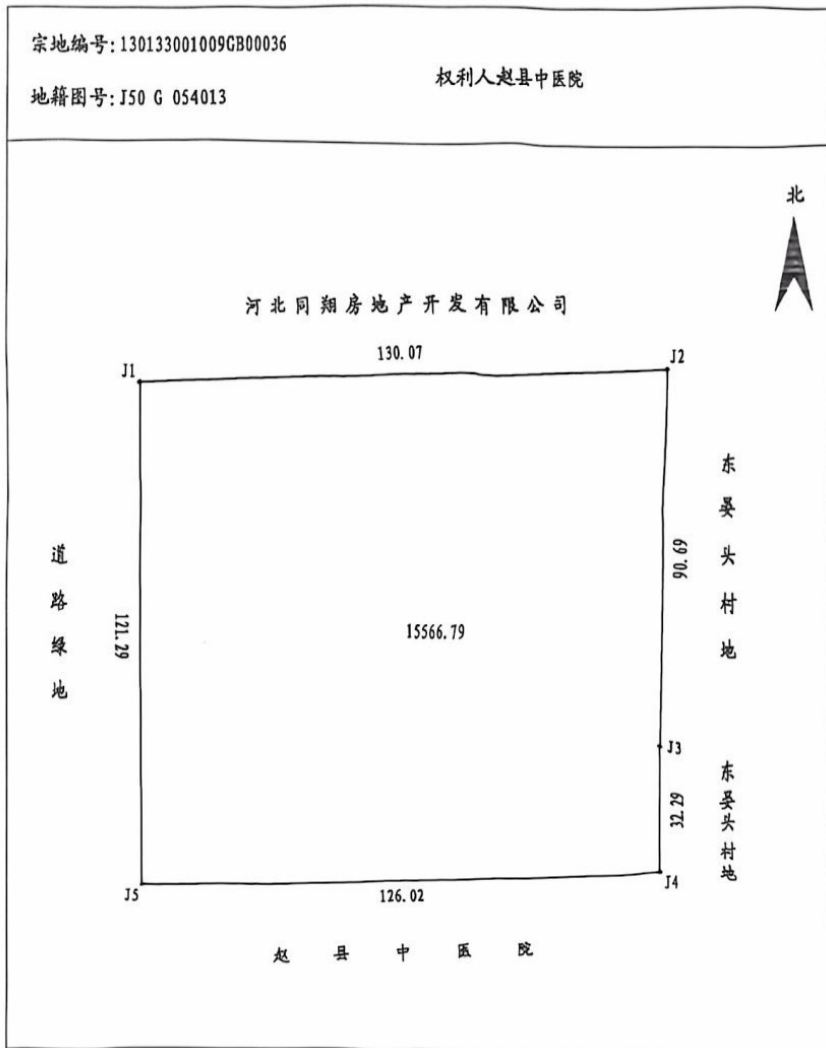 宗地编号:130133001009GB00036
权利人赵县中医院
地籍图号:J50 G 054013
北
河北同翔房地产开发有限公司
130.07
J1
J2
东晏头村地
道路绿地
90.69
121.29
15566.79
J3
东晏头村地
32.29
J4
J5
126.02
赵县中医院